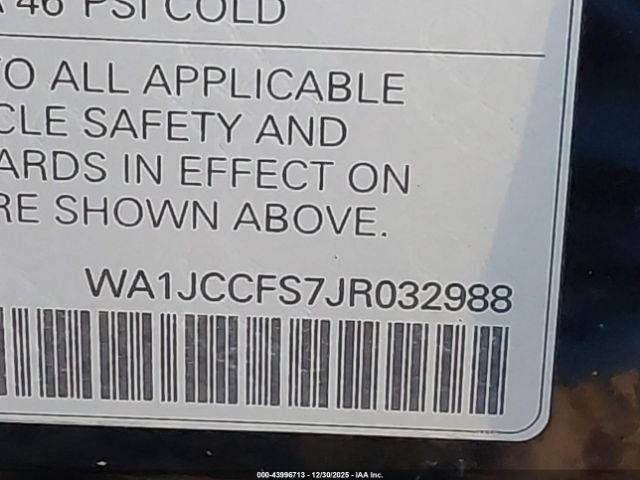 A 46 PSI COLD
TO ALL APPLICABLE
CLE SAFETY AND
ARDS IN EFFECT ON
RE SHOWN ABOVE.
WA1JCCFS7JR032988
000-43996713 - 12/30/2025 - IAA Inc.